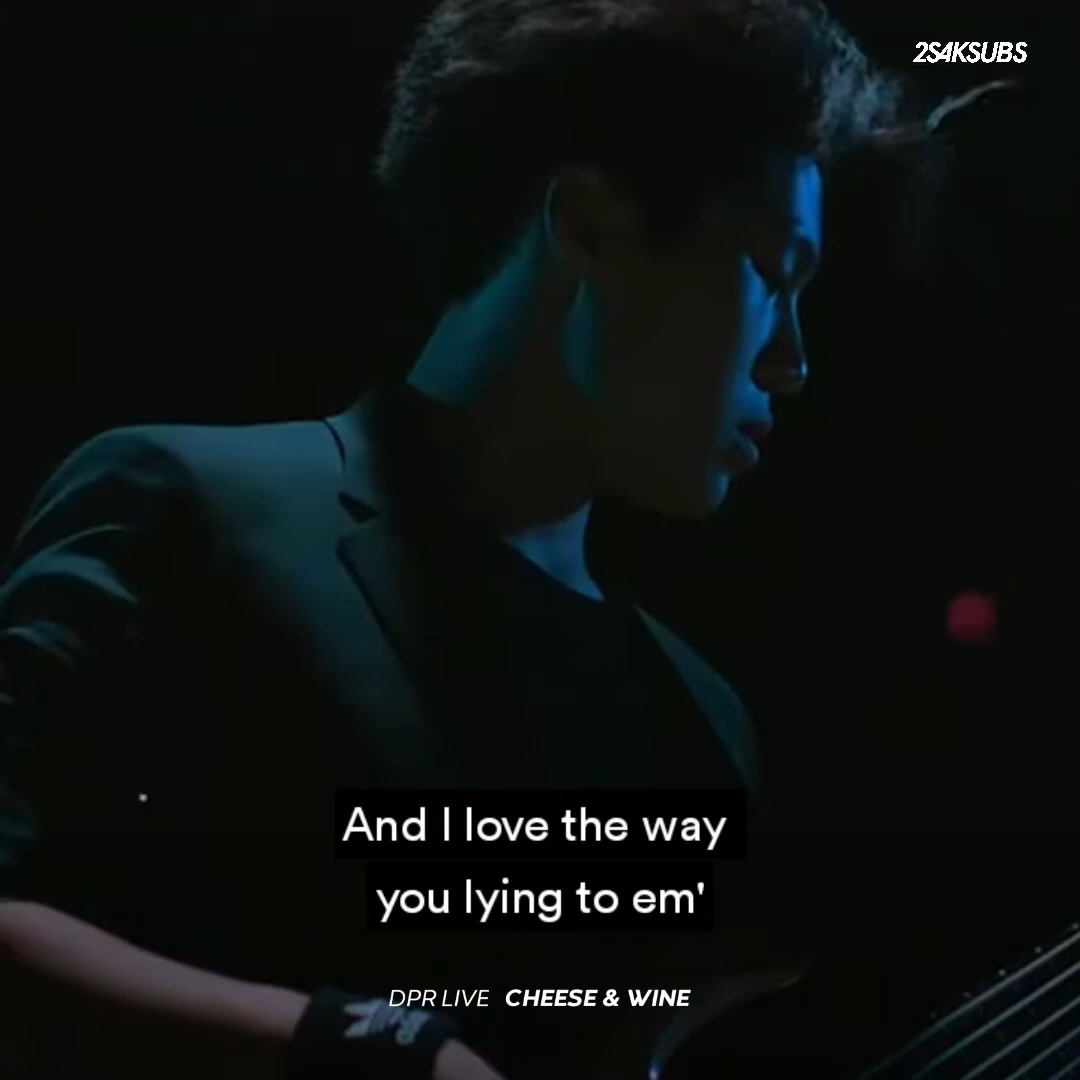 2S4KSUBS
And I love the way
you lying to em'
DPR LIVE CHEESE & WINE